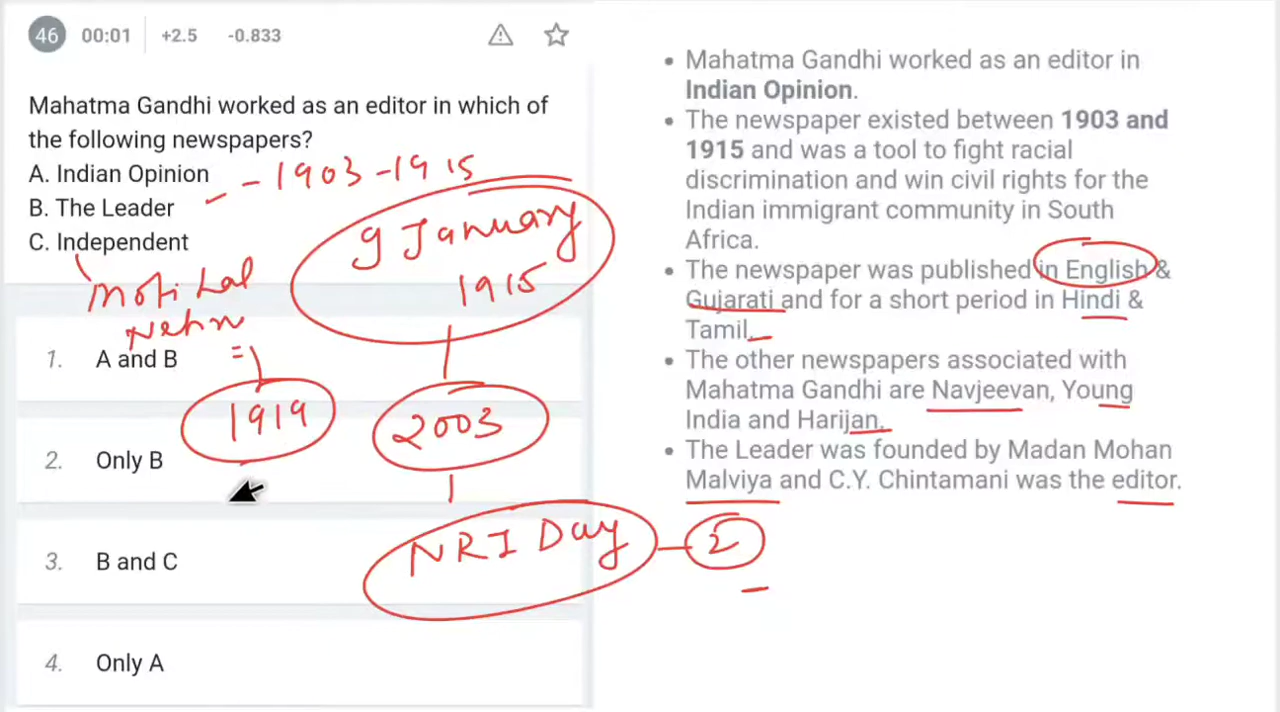 46 00:01 +2.5 -0.833
Mahatma Gandhi worked as an editor in which of
the following newspapers?
A. Indian Opinion
- 1903 - 1915
B. The Leader
C. Independent
Moti Lal
Nehru
=
1919
9 January
1915
2003
NRI Day - 2
1. A and B
2. Only B
3. B and C
4. Only A
• Mahatma Gandhi worked as an editor in
Indian Opinion.
• The newspaper existed between 1903 and
1915 and was a tool to fight racial
discrimination and win civil rights for the
Indian immigrant community in South
Africa.
• The newspaper was published in English &
Gujarati and for a short period in Hindi &
Tamil.
• The other newspapers associated with
Mahatma Gandhi are Navjeevan, Young
India and Harijan.
• The Leader was founded by Madan Mohan
Malviya and C.Y. Chintamani was the editor.